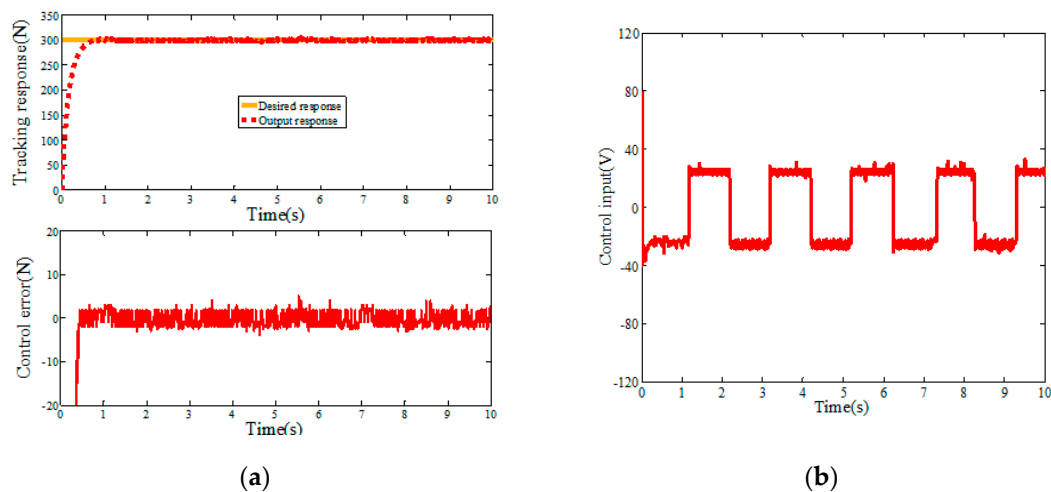 350
300
250
200
150
100
50
0
Tracking response(N)
Desired response
Output response
0 1 2 3 4 5 6 7 8 9 10
Time(s)
20
10
0
-10
-20
Control error(N)
0 1 2 3 4 5 6 7 8 9 10
Time(s)
(a)
120
80
40
0
-40
-80
-120
Control input(V)
0 1 2 3 4 5 6 7 8 9 10
Time(s)
(b)